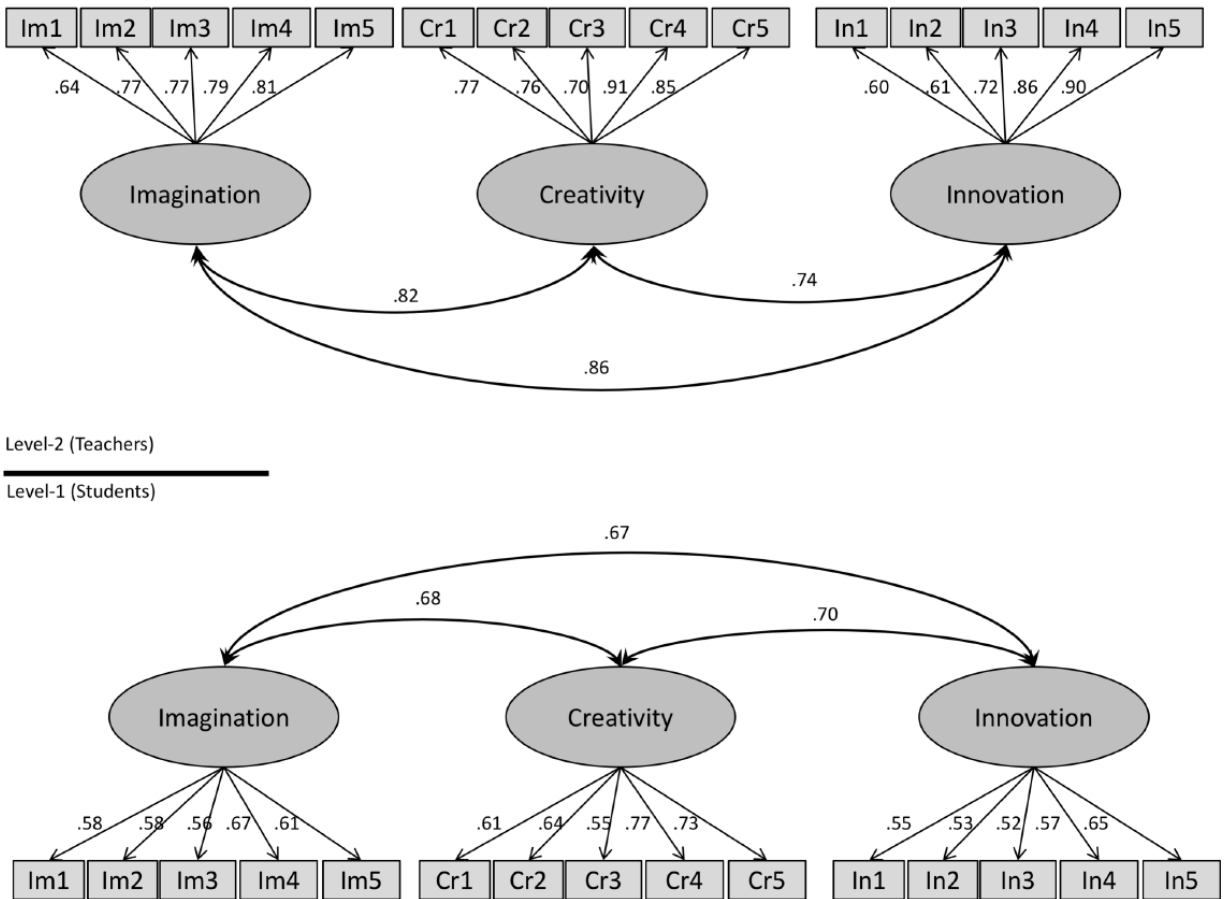 Im1 Im2 Im3 Im4 Im5 Cr1 Cr2 Cr3 Cr4 Cr5 In1 In2 In3 In4 In5
.64 .77 .77 .79 .81 .77 .76 .70 .91 .85 .60 .61 .72 .86 .90
Imagination Creativity Innovation
.82 .74
.86
Level-2 (Teachers)
Level-1 (Students)
.67
.68 .70
Imagination Creativity Innovation
.58 .58 .56 .67 .61 .61 .64 .55 .77 .73 .55 .53 .52 .57 .65
Im1 Im2 Im3 Im4 Im5 Cr1 Cr2 Cr3 Cr4 Cr5 In1 In2 In3 In4 In5